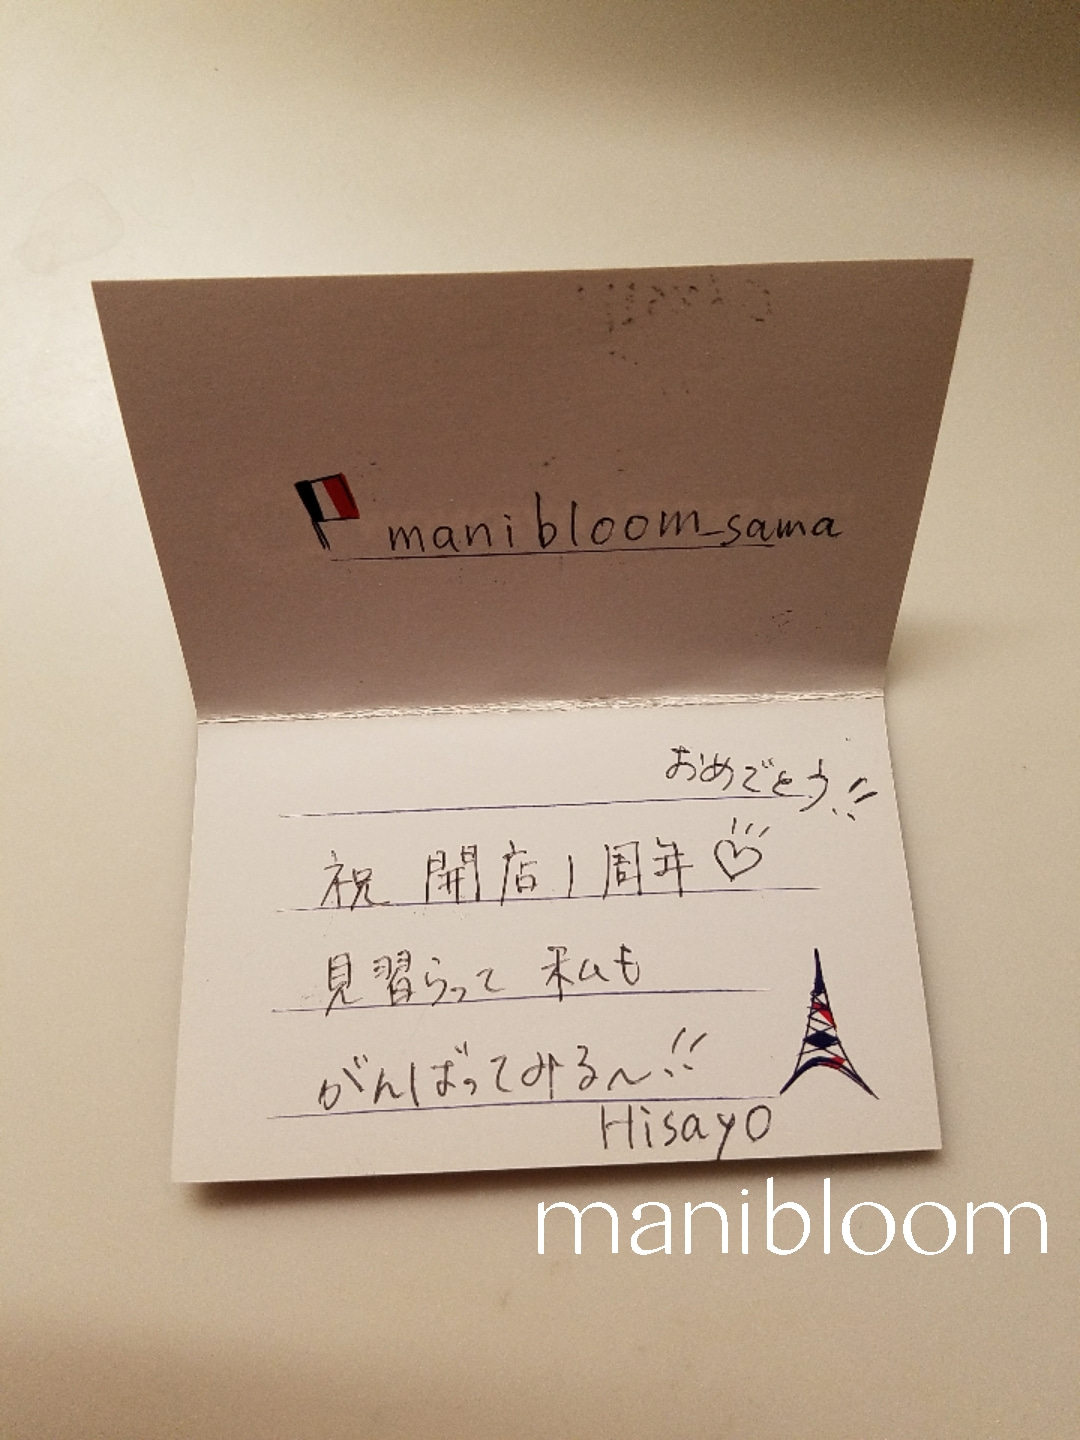 manibloom_sama
おめでとう!!
祝 開店1周年♡
見習らって 私も
がんばってみる〜!!
Hisayo
manibloom